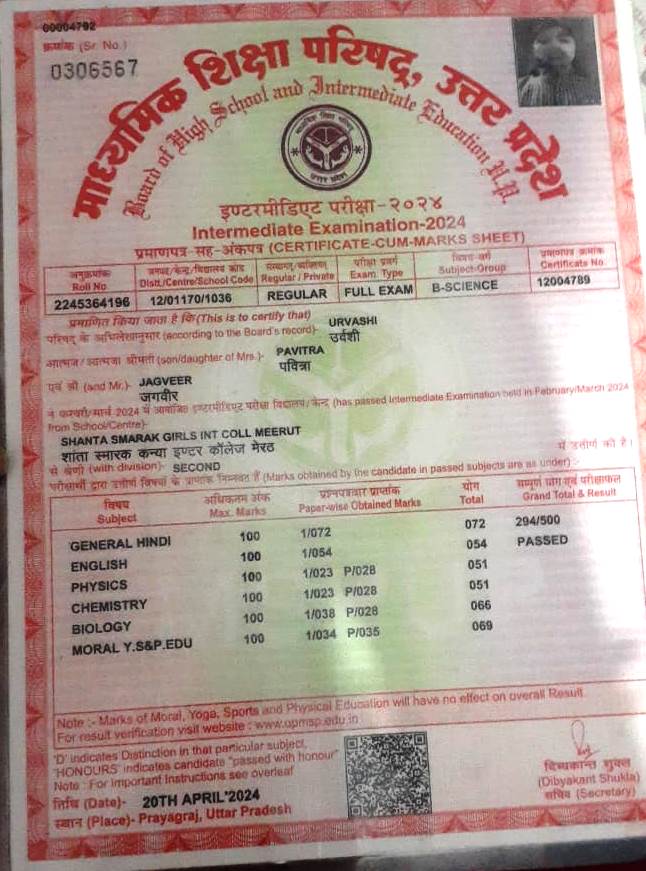 00004792
क्रमांक (Sr. No.)
0306567
माध्यमिक शिक्षा परिषद्, उत्तर प्रदेश
Board of High School and Intermediate Education U.P.
इण्टरमीडिएट परीक्षा-२०२४
Intermediate Examination-2024
प्रमाणपत्र-सह-अंकपत्र (CERTIFICATE-CUM-MARKS SHEET)
अनुक्रमांक जनपद/केन्द्र/विद्यालय कोड संस्थागत/व्यक्तिगत परीक्षा प्रवर्ग विषय-वर्ग प्रमाणपत्र क्रमांक
Roll No Distt./Centre/School Code Regular / Private Exam. Type Subject-Group Certificate No.
2245364196 12/01170/1036 REGULAR FULL EXAM B-SCIENCE 12004789
प्रमाणित किया जाता है कि(This is to certify that)
परिषद् के अभिलेखानुसार (according to the Board's record)- URVASHI
उर्वशी
आत्मज/आत्मजा श्रीमती (son/daughter of Mrs.)- PAVITRA
पवित्रा
एवं श्री (and Mr.)- JAGVEER
जगवीर
ने फरवरी/मार्च 2024 में आयोजित इण्टरमीडिएट परीक्षा विद्यालय/केन्द्र (has passed Intermediate Examination held in February/March 2024
from School/Centre)-
SHANTA SMARAK GIRLS INT COLL MEERUT
शांता स्मारक कन्या इण्टर कॉलेज मेरठ में उत्तीर्ण की है।
से श्रेणी (with division)- SECOND
परीक्षार्थी द्वारा उत्तीर्ण विषयों के प्राप्तांक निम्नवत हैं (Marks obtained by the candidate in passed subjects are as under) :-
विषय अधिकतम अंक प्रश्नपत्रवार प्राप्तांक योग सम्पूर्ण योग एवं परीक्षाफल
Subject Max. Marks Paper-wise Obtained Marks Total Grand Total & Result
GENERAL HINDI 100 1/072 072 294/500
ENGLISH 100 1/054 054 PASSED
PHYSICS 100 1/023 P/028 051
CHEMISTRY 100 1/023 P/028 051
BIOLOGY 100 1/038 P/028 066
MORAL Y.S&P.EDU 100 1/034 P/035 069
Note :- Marks of Moral, Yoga, Sports and Physical Education will have no effect on overall Result.
For result verification visit website : www.upmsp.edu.in
'D' indicates Distinction in that particular subject.
'HONOURS' indicates candidate "passed with honour"
Note : For Important Instructions see overleaf
तिथि (Date)- 20TH APRIL'2024
स्थान (Place)- Prayagraj, Uttar Pradesh
दिव्यकान्त शुक्ल
(Dibyakant Shukla)
सचिव (Secretary)